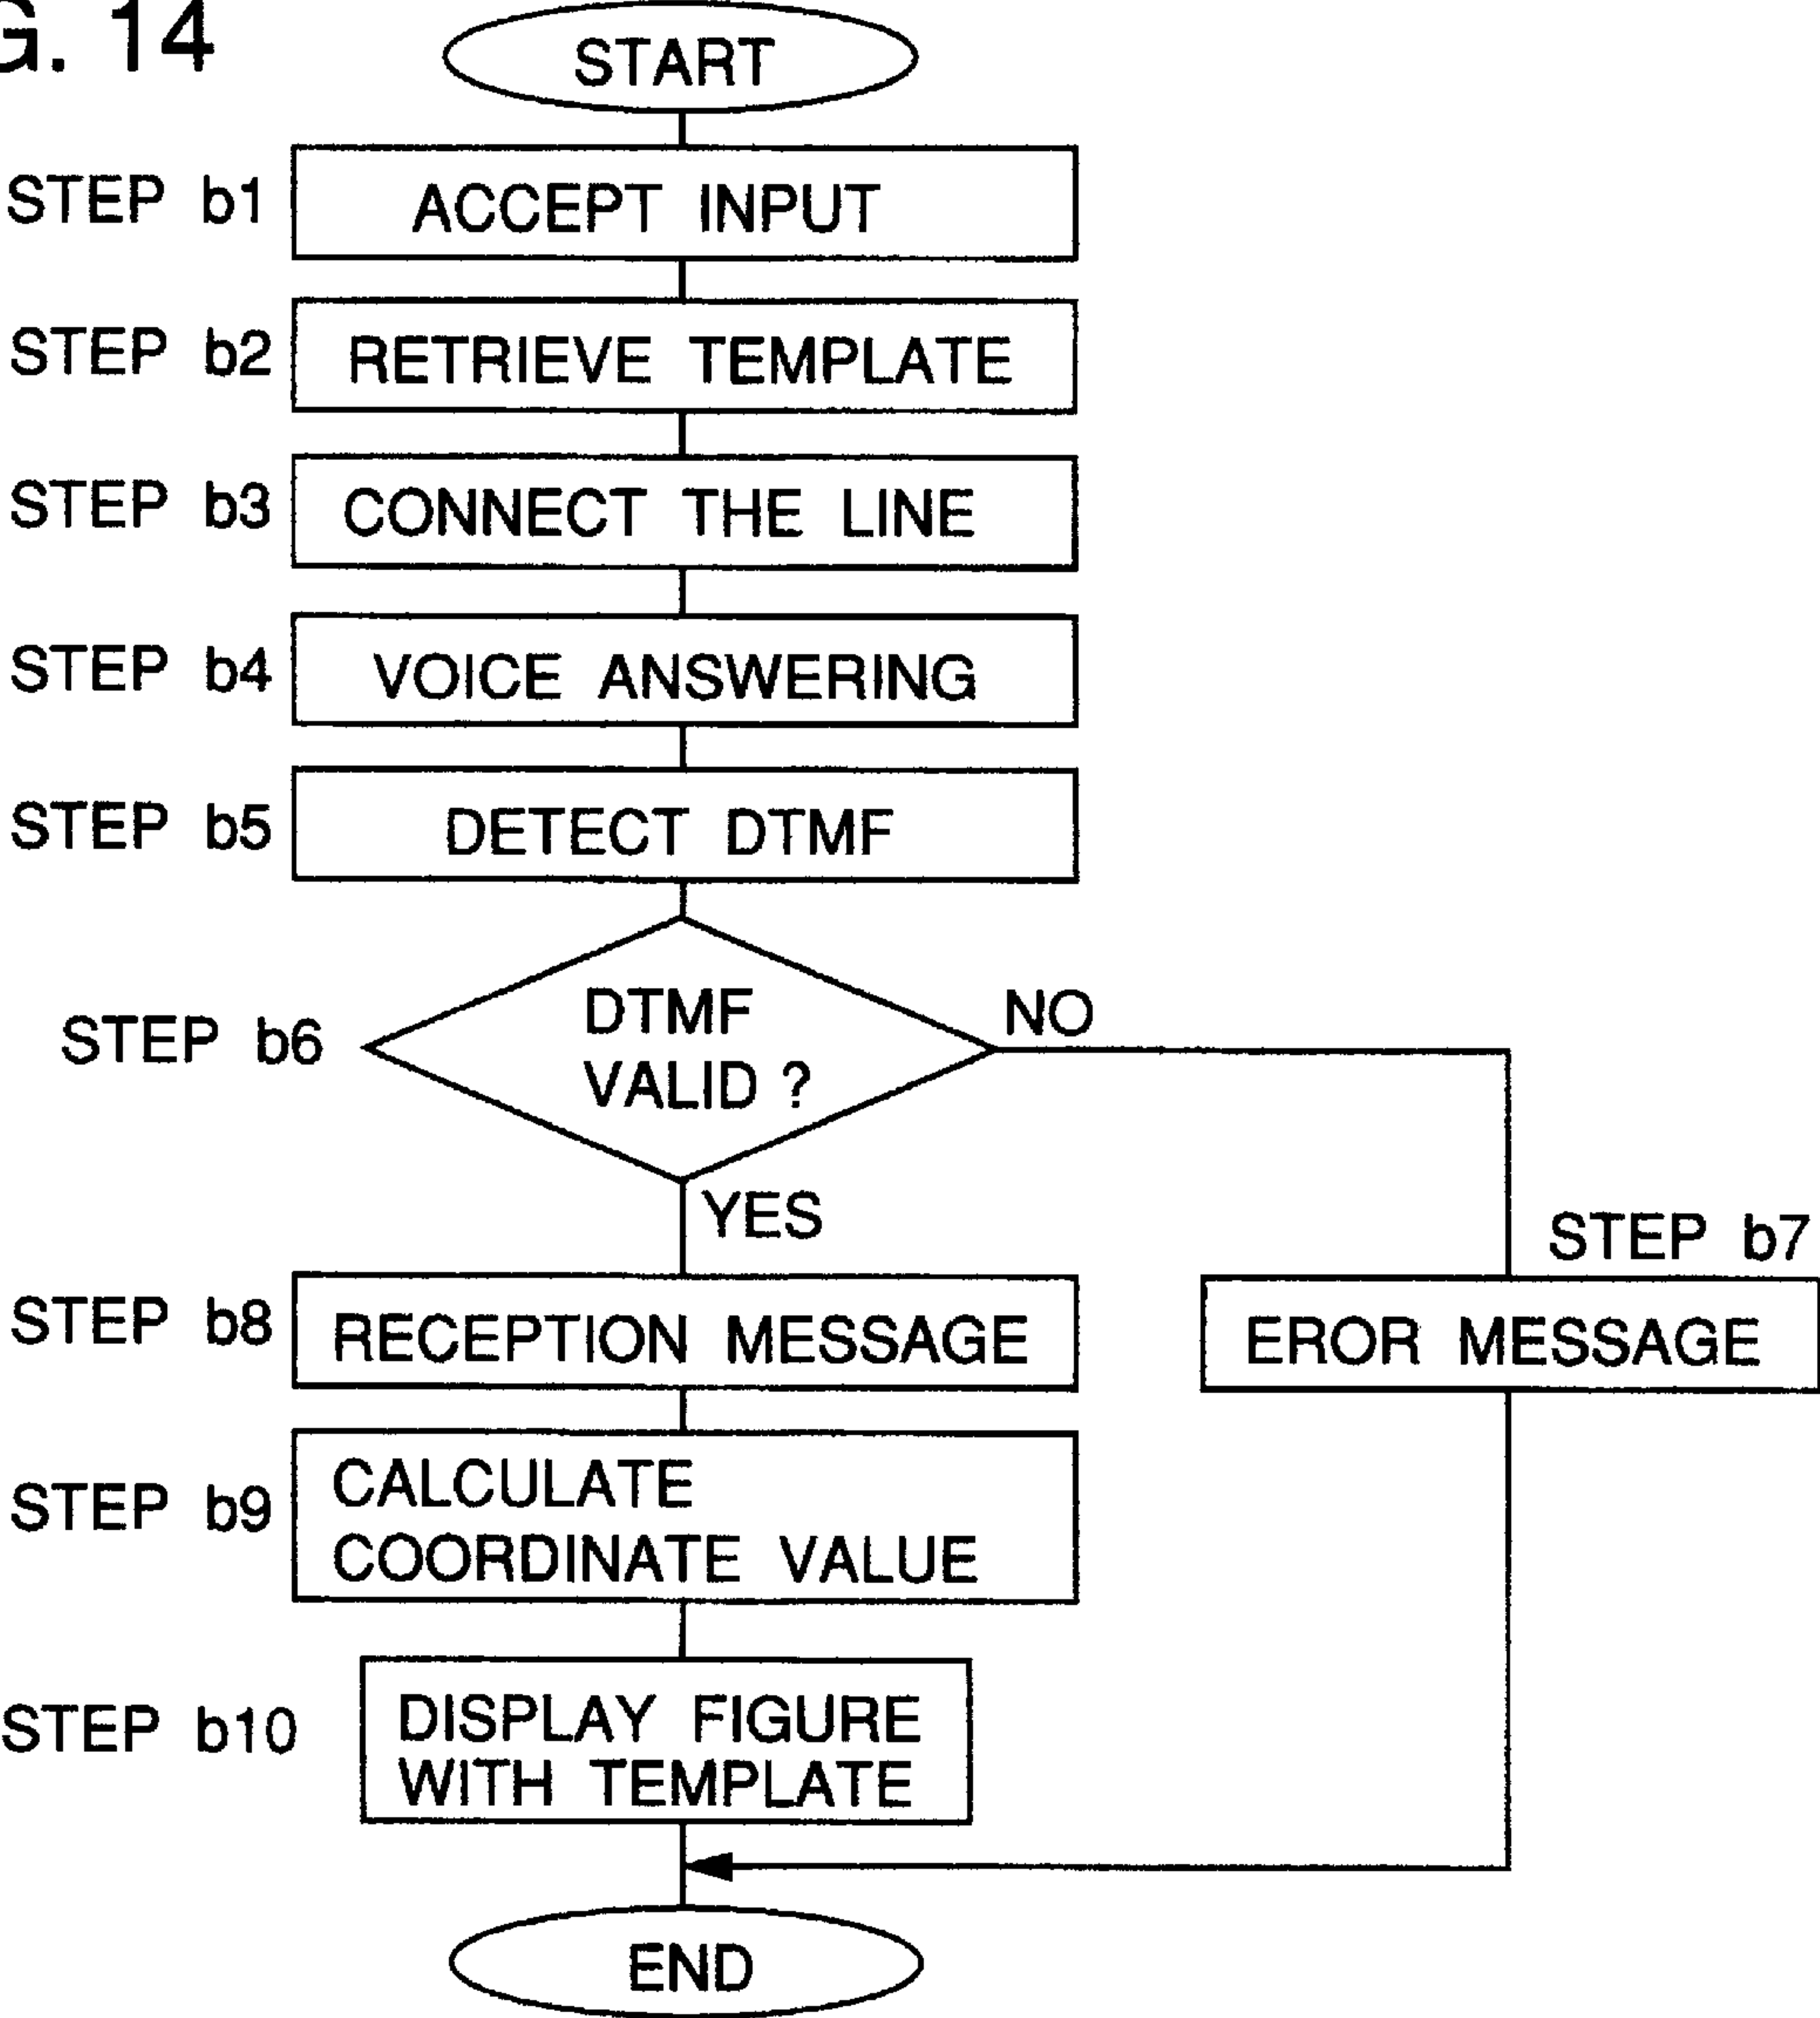 G. 14
START
STEP b1
ACCEPT INPUT
STEP b2
RETRIEVE TEMPLATE
STEP b3
CONNECT THE LINE
STEP b4
VOICE ANSWERING
STEP b5
DETECT DTMF
STEP b6
DTMF
VALID ?
NO
YES
STEP b7
EROR MESSAGE
STEP b8
RECEPTION MESSAGE
STEP b9
CALCULATE
COORDINATE VALUE
STEP b10
DISPLAY FIGURE
WITH TEMPLATE
END